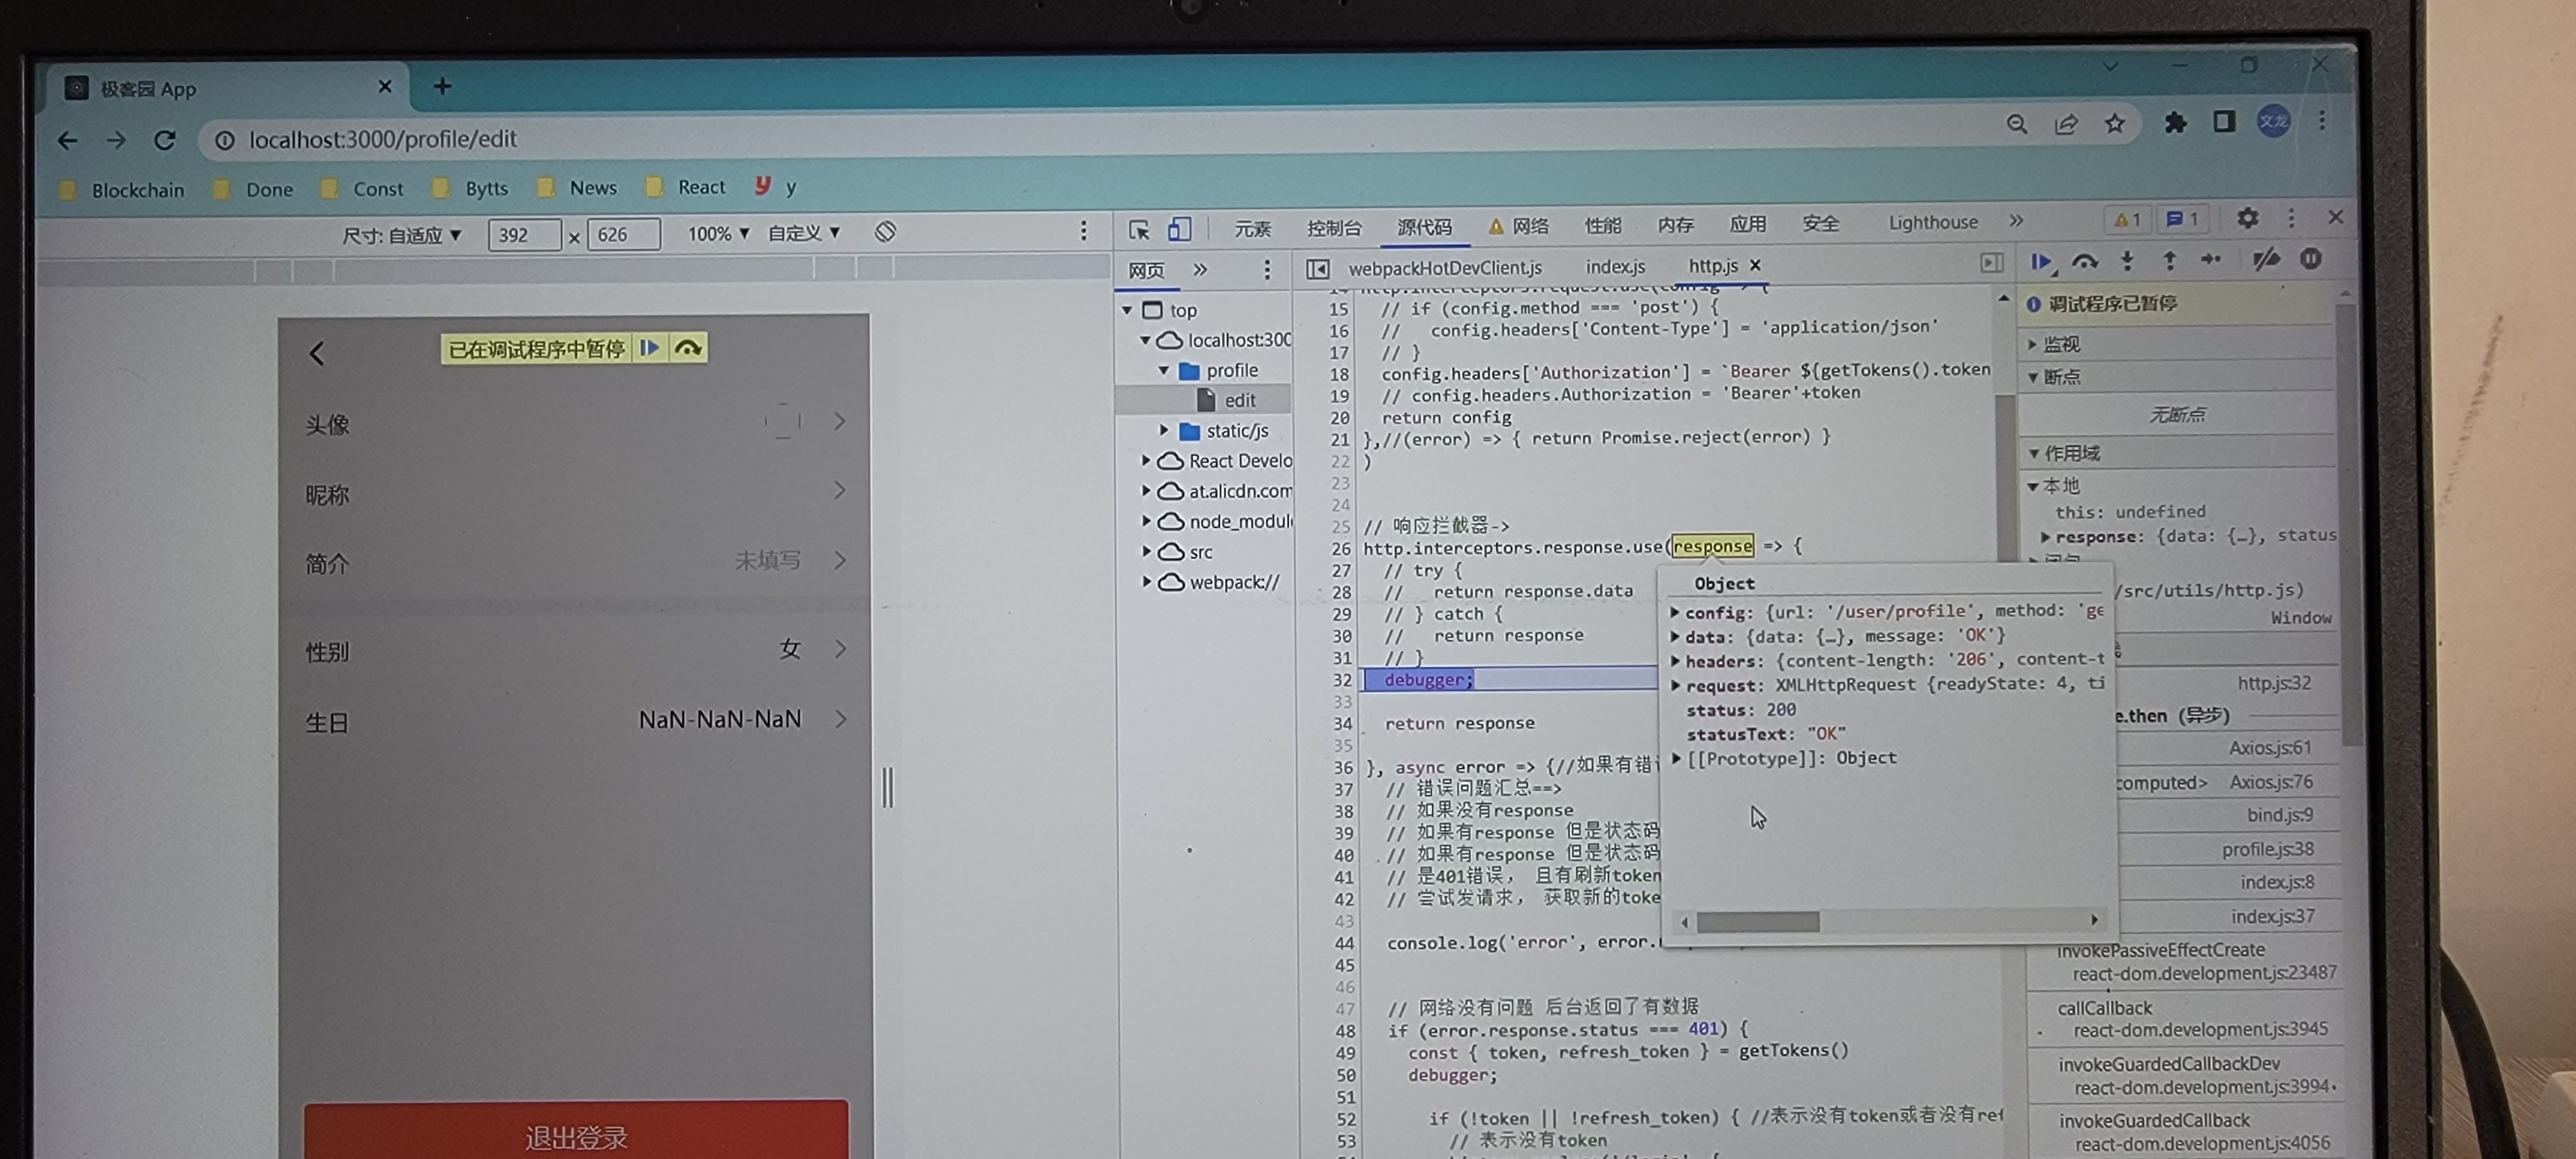 极客园 App
localhost:3000/profile/edit
文龙
Blockchain
Done
Const
Bytts
News
React
y
尺寸: 自适应
392 × 626
100%
自定义
元素
控制台
源代码
网络
性能
内存
应用
安全
Lighthouse
1
1
已在调试程序中暂停
头像
昵称
简介
未填写
性别
女
生日
NaN-NaN-NaN
退出登录
网页
top
localhost:300
profile
edit
static/js
React Develo
at.alicdn.com
node_modul
src
webpack://
webpackHotDevClient.js
index.js
http.js
15 // if (config.method === 'post') {
16 // config.headers['Content-Type'] = 'application/json'
17 // }
18 config.headers['Authorization'] = `Bearer ${getTokens().token
19 // config.headers.Authorization = 'Bearer'+token
20 return config
21 },//(error) => { return Promise.reject(error) }
22 )
23
24
25 // 响应拦截器->
26 http.interceptors.response.use(response => {
27 // try {
28 // return response.data
29 // } catch {
30 // return response
31 // }
32 debugger;
33
34 return response
35
36 }, async error => {//如果有错
37 // 错误问题汇总==>
38 // 如果没有response
39 // 如果有response 但是状态码
40 // 如果有response 但是状态码
41 // 是401错误， 且有刷新token
42 // 尝试发请求， 获取新的toke
43
44 console.log('error', error.
45
46
47 // 网络没有问题 后台返回了有数据
48 if (error.response.status === 401) {
49 const { token, refresh_token } = getTokens()
50 debugger;
51
52 if (!token || !refresh_token) { //表示没有token或者没有ref
53 // 表示没有token
Object
config: {url: '/user/profile', method: 'ge
data: {data: {…}, message: 'OK'}
headers: {content-length: '206', content-t
request: XMLHttpRequest {readyState: 4, ti
status: 200
statusText: "OK"
[[Prototype]]: Object
调试程序已暂停
监视
断点
无断点
作用域
本地
this: undefined
response: {data: {…}, status
/src/utils/http.js)
Window
http.js:32
e.then (异步)
Axios.js:61
computed> Axios.js:76
bind.js:9
profile.js:38
index.js:8
index.js:37
invokePassiveEffectCreate
react-dom.development.js:23487
callCallback
react-dom.development.js:3945
invokeGuardedCallbackDev
react-dom.development.js:3994
invokeGuardedCallback
react-dom.development.js:4056